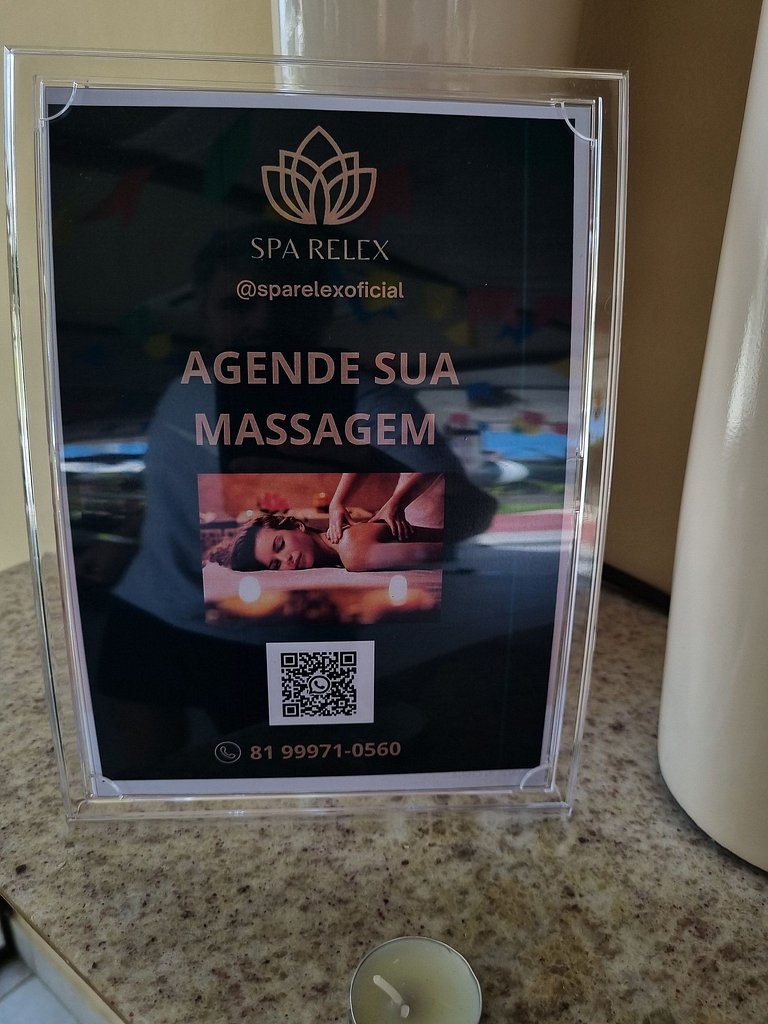 SPA RELEX
@sparelexoficial
AGENDE SUA
MASSAGEM
81 99971-0560